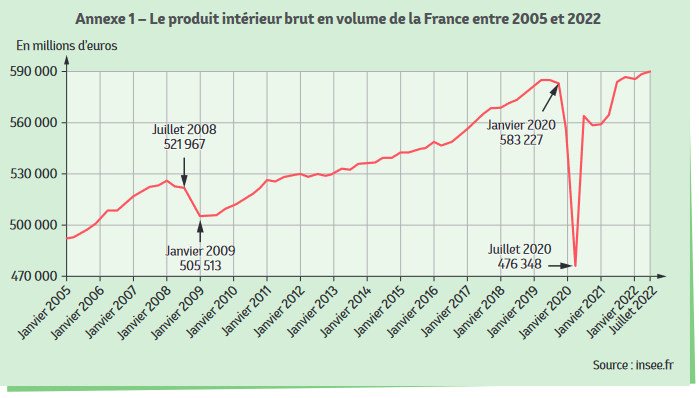 Annexe 1 – Le produit intérieur brut en volume de la France entre 2005 et 2022
En millions d'euros
590 000
560 000
530 000
500 000
470 000
Juillet 2008
521 967
Janvier 2009
505 513
Janvier 2020
583 227
Juillet 2020
476 348
Janvier 2005
Janvier 2006
Janvier 2007
Janvier 2008
Janvier 2009
Janvier 2010
Janvier 2011
Janvier 2012
Janvier 2013
Janvier 2014
Janvier 2015
Janvier 2016
Janvier 2017
Janvier 2018
Janvier 2019
Janvier 2020
Janvier 2021
Janvier 2022
Juillet 2022
Source : insee.fr